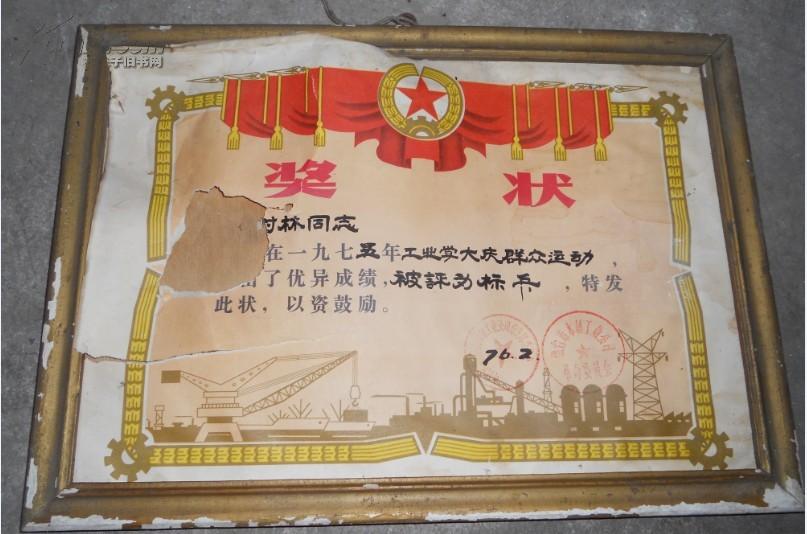 子旧书网
奖 状
树林同志
在一九七五年工业学大庆群众运动,
出了优异成绩,被評为标兵,特发
此状,以资鼓励。
76.2.